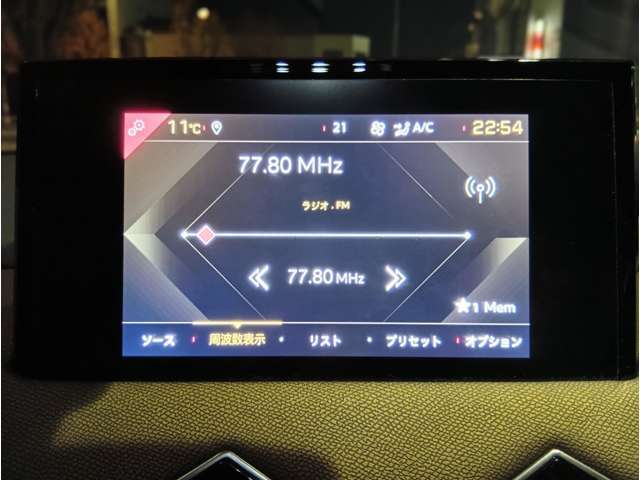 11°C 21 A/C 22:54
77.80 MHz
ラジオ . FM
77.80 MHz
1 Mem
ソース 周波数表示 リスト プリセット オプション